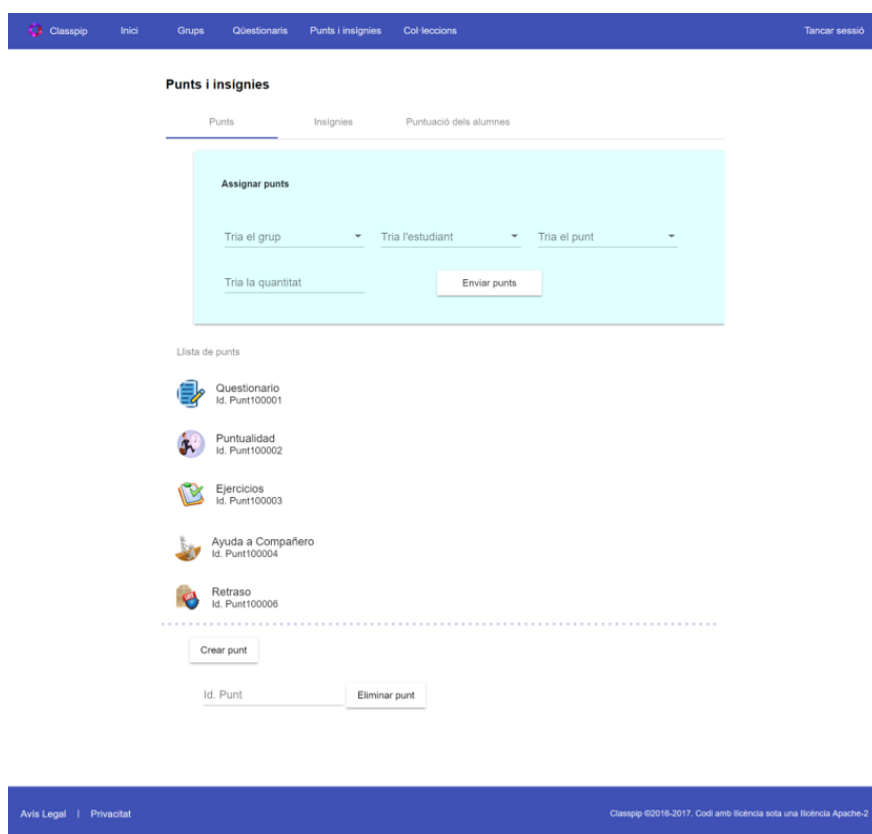 Classpip Inici Grups Qüestionaris Punts i insígnies Col·leccions Tancar sessió
Punts i insígnies
Punts Insígnies Puntuació dels alumnes
Assignar punts
Tria el grup Tria l'estudiant Tria el punt
Tria la quantitat Enviar punts
Llista de punts
Questionario
Id. Punt100001
Puntualidad
Id. Punt100002
Ejercicios
Id. Punt100003
Ayuda a Compañero
Id. Punt100004
Retraso
Id. Punt100006
Crear punt
Id. Punt Eliminar punt
Avís Legal | Privacitat Classpip ©2016-2017. Codi amb llicència sota una llicència Apache-2